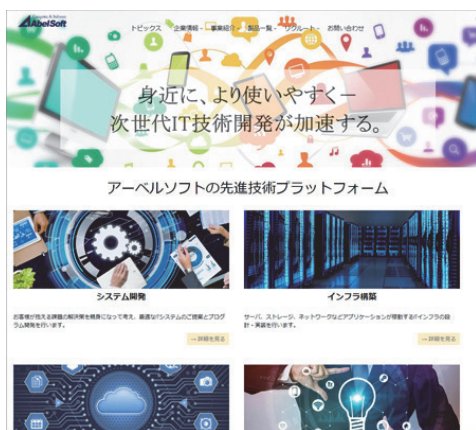 AbelSoft
トピックス 企業情報 事業紹介 製品一覧 リクルート お問い合わせ
身近に、より使いやすく―
次世代IT技術開発が加速する。
アーベルソフトの先進技術プラットフォーム
システム開発
インフラ構築
お客様が抱える課題の解決策を親身になって考え、最適なITシステムのご提案とプログ
ラム開発を行います。
サーバ、ストレージ、ネットワークなどアプリケーションが稼動するITインフラの設
計・実装を行います。
→詳細を見る
→詳細を見る